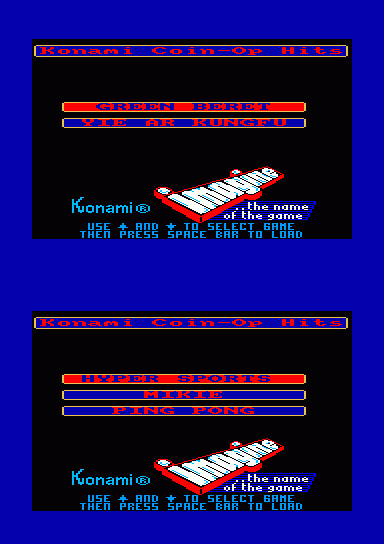 Konami Coin-Op Hits
GREEN BERET
YIE AR KUNGFU
imagine
Konami®
...the name
of the game
USE ↑ AND ↓ TO SELECT GAME
THEN PRESS SPACE BAR TO LOAD
Konami Coin-Op Hits
HYPER SPORTS
MIKIE
PING PONG
imagine
Konami®
...the name
of the game
USE ↑ AND ↓ TO SELECT GAME
THEN PRESS SPACE BAR TO LOAD